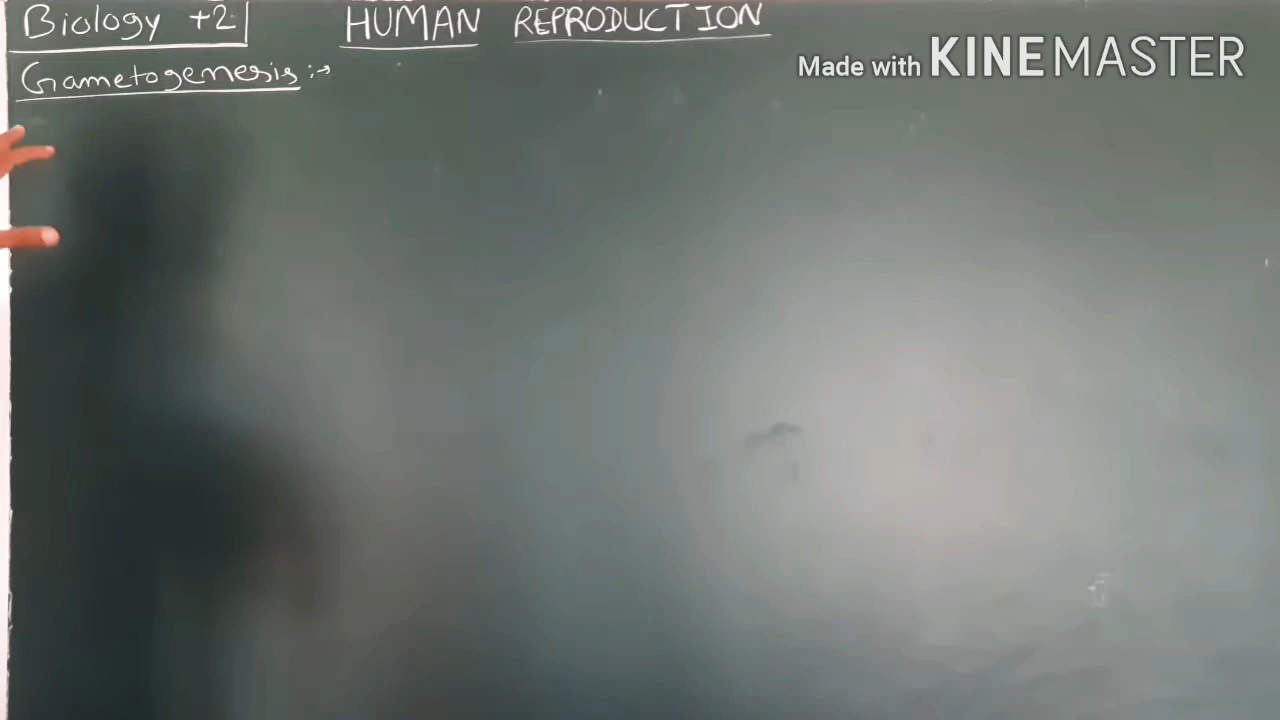 Biology +2 HUMAN REPRODUCTION
Made with KINEMASTER
Gametogenesis :→